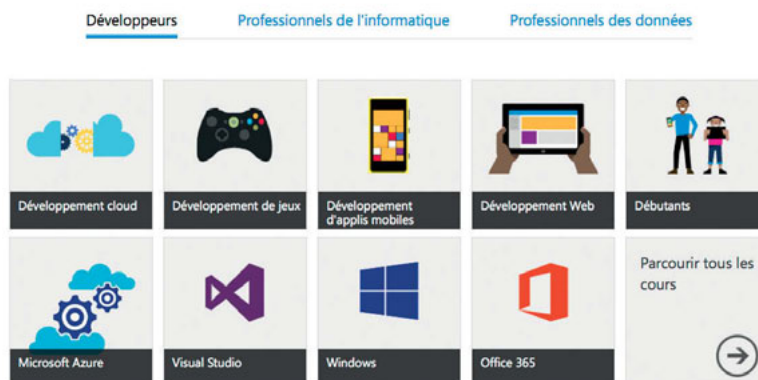 Développeurs
Professionnels de l'informatique
Professionnels des données
Développement cloud
Développement de jeux
Développement
d'applis mobiles
Développement Web
Débutants
Microsoft Azure
Visual Studio
Windows
Office 365
Parcourir tous les
cours